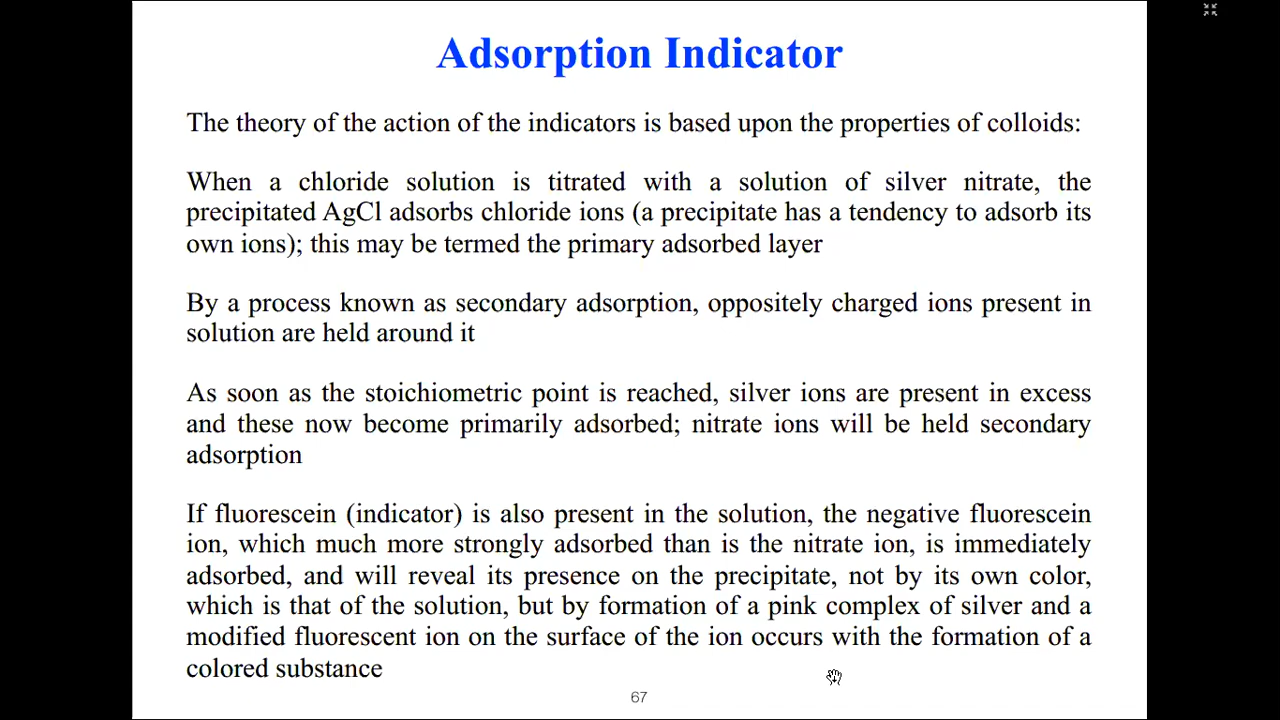 Adsorption Indicator
The theory of the action of the indicators is based upon the properties of colloids:
When a chloride solution is titrated with a solution of silver nitrate, the
precipitated AgCl adsorbs chloride ions (a precipitate has a tendency to adsorb its
own ions); this may be termed the primary adsorbed layer
By a process known as secondary adsorption, oppositely charged ions present in
solution are held around it
As soon as the stoichiometric point is reached, silver ions are present in excess
and these now become primarily adsorbed; nitrate ions will be held secondary
adsorption
If fluorescein (indicator) is also present in the solution, the negative fluorescein
ion, which much more strongly adsorbed than is the nitrate ion, is immediately
adsorbed, and will reveal its presence on the precipitate, not by its own color,
which is that of the solution, but by formation of a pink complex of silver and a
modified fluorescent ion on the surface of the ion occurs with the formation of a
colored substance
67